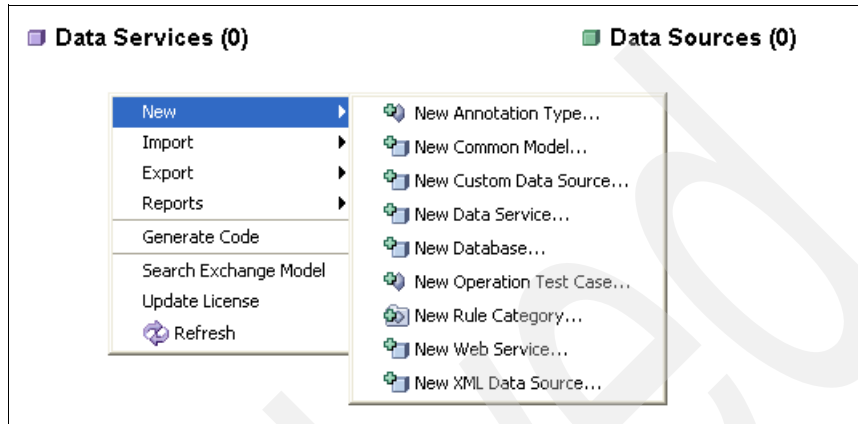 Data Services (0)
Data Sources (0)
New
Import
Export
Reports
Generate Code
Search Exchange Model
Update License
Refresh
New Annotation Type...
New Common Model...
New Custom Data Source...
New Data Service...
New Database...
New Operation Test Case...
New Rule Category...
New Web Service...
New XML Data Source...